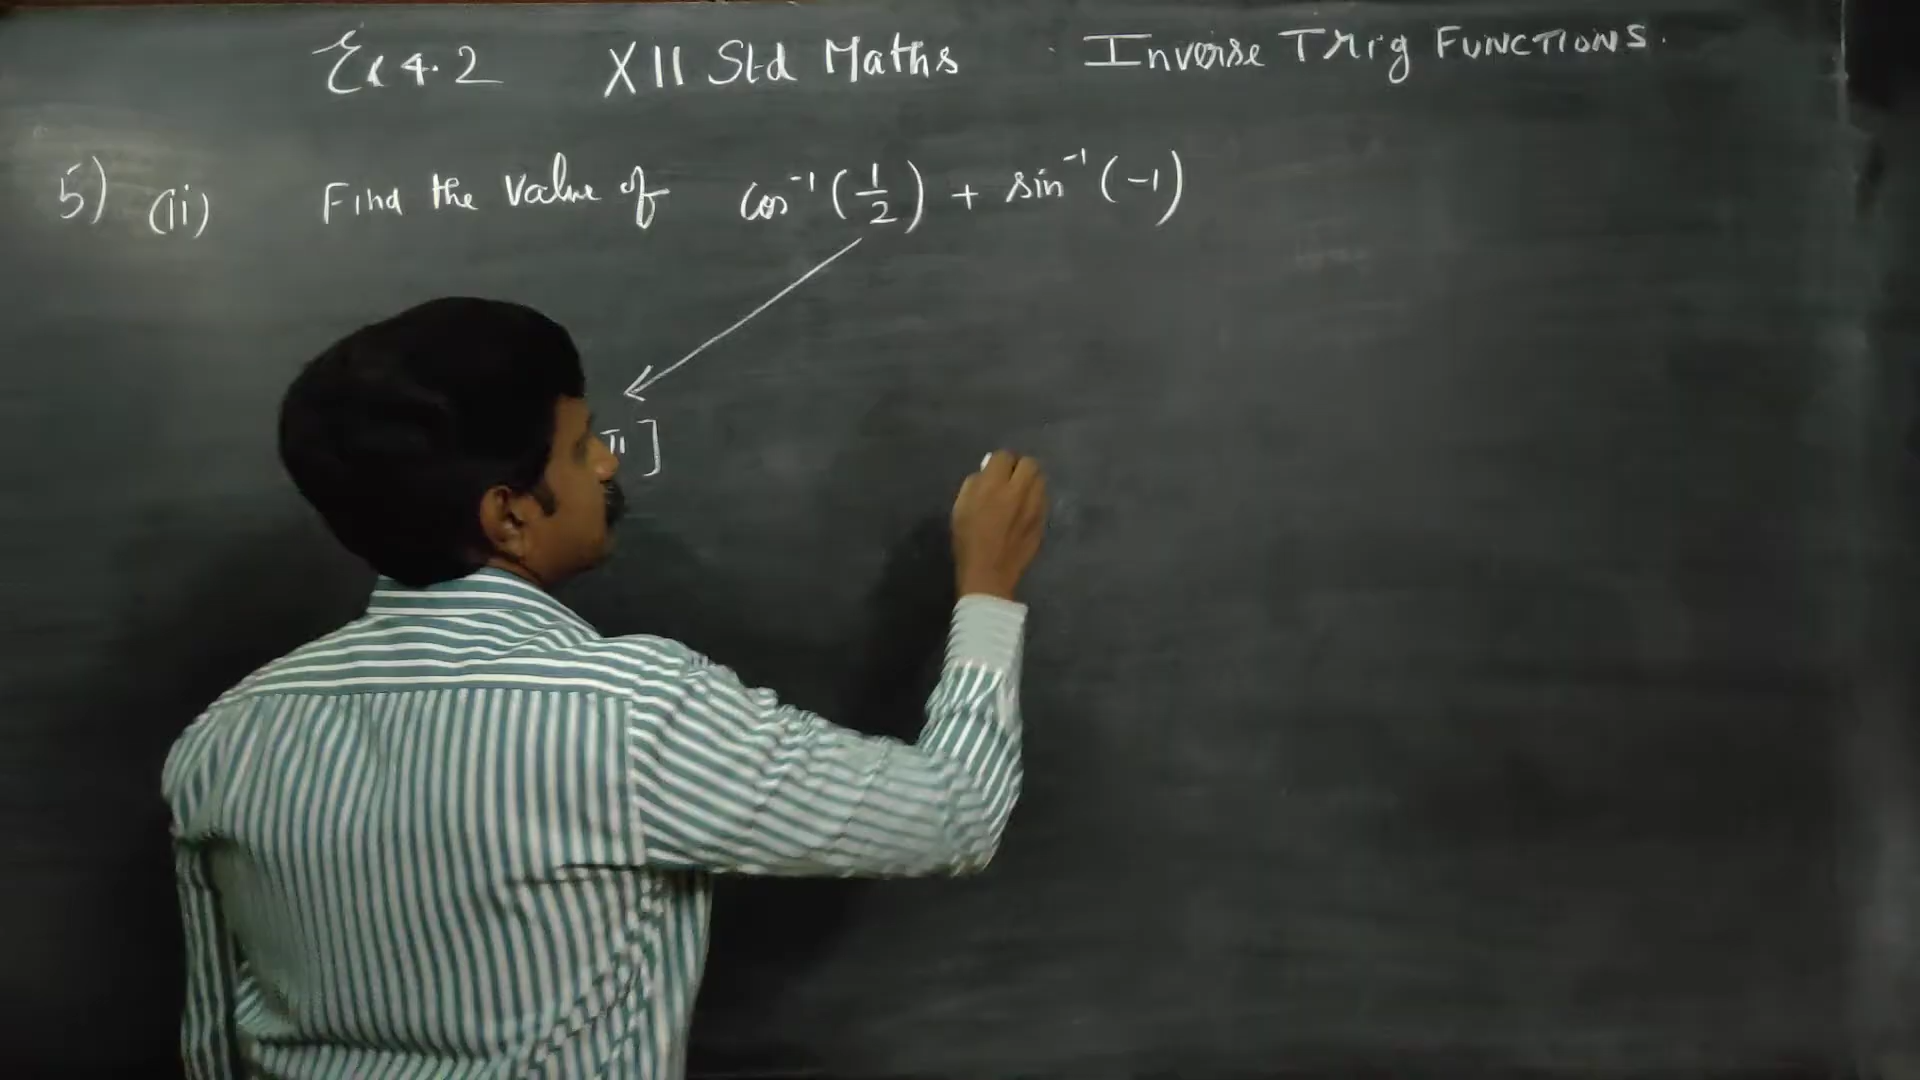 Ex 4.2 XII Std Maths Inverse Trig FUNCTIONS.
5) (ii) Find the value of cos⁻¹(1/2) + sin⁻¹(-1)
π]